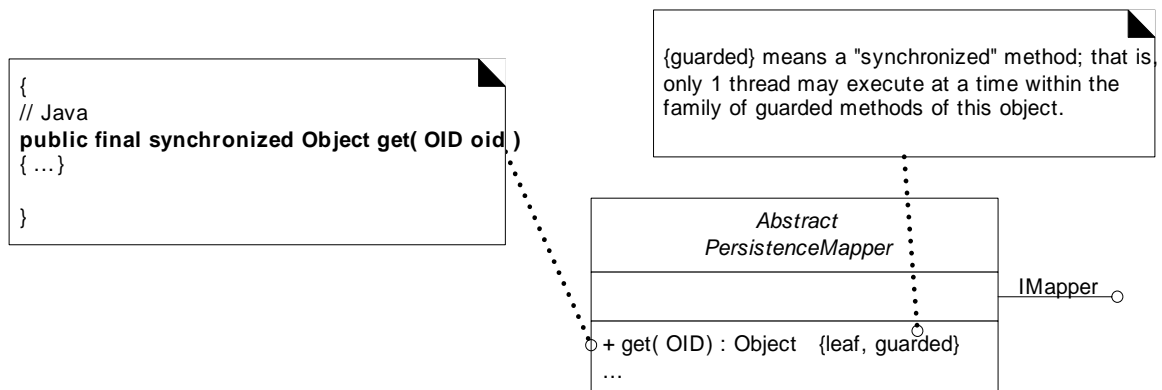 {
// Java
public final synchronized Object get( OID oid )
{ ... }
}
{guarded} means a "synchronized" method; that is,
only 1 thread may execute at a time within the
family of guarded methods of this object.
Abstract
PersistenceMapper
IMapper
+ get( OID) : Object {leaf, guarded}
...